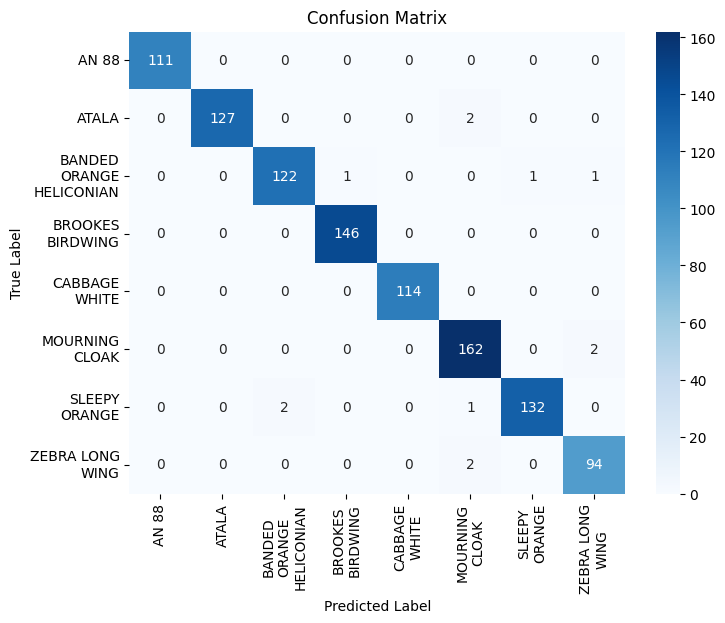 Confusion Matrix
AN 88
111 0 0 0 0 0 0 0
ATALA
0 127 0 0 0 2 0 0
BANDED
ORANGE
HELICONIAN
0 0 122 1 0 0 1 1
BROOKES
BIRDWING
0 0 0 146 0 0 0 0
CABBAGE
WHITE
0 0 0 0 114 0 0 0
MOURNING
CLOAK
0 0 0 0 0 162 0 2
SLEEPY
ORANGE
0 0 2 0 0 1 132 0
ZEBRA LONG
WING
0 0 0 0 0 2 0 94
True Label
AN 88
ATALA
BANDED
ORANGE
HELICONIAN
BROOKES
BIRDWING
CABBAGE
WHITE
MOURNING
CLOAK
SLEEPY
ORANGE
ZEBRA LONG
WING
Predicted Label
160
140
120
100
80
60
40
20
0